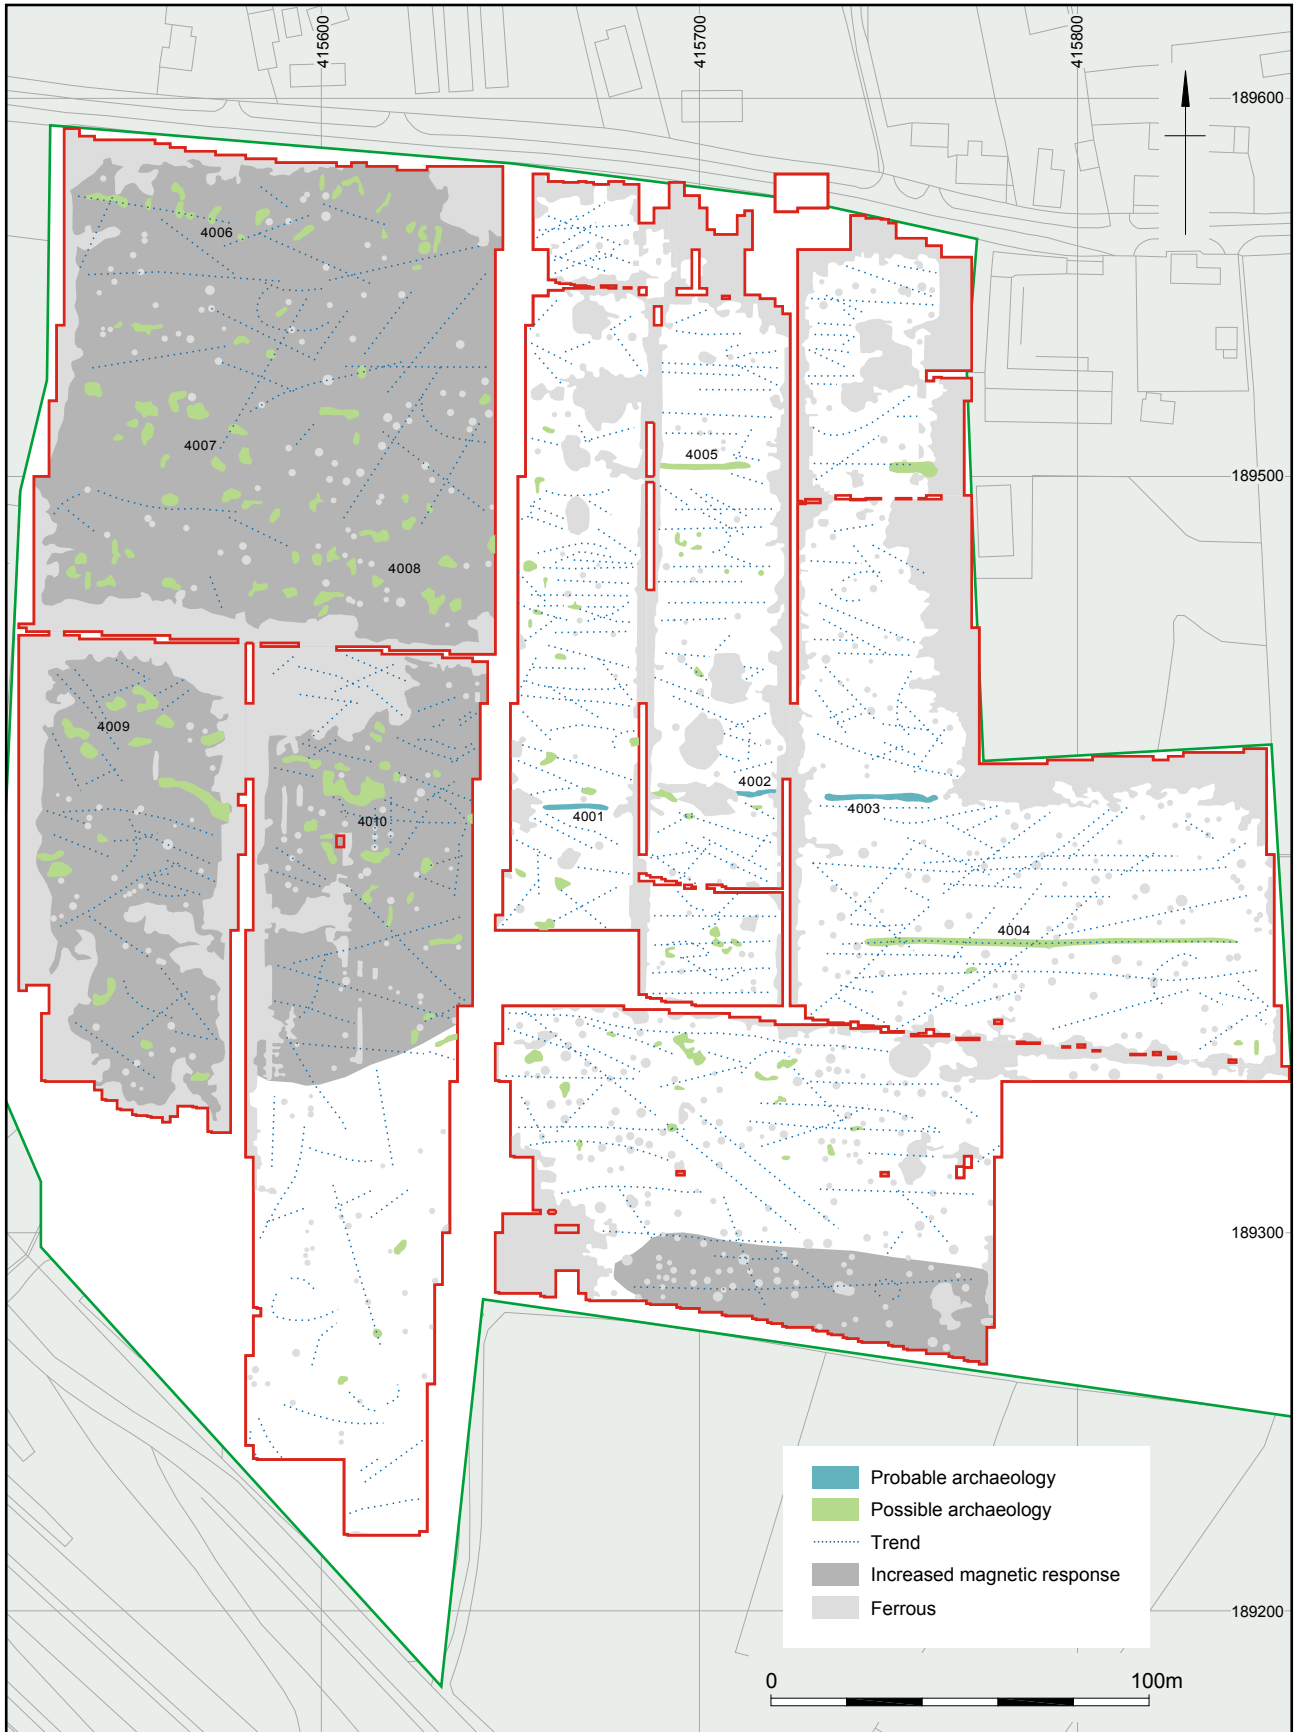 415600
415700
415800
189600
4006
4007
4005
189500
4008
4009
4002
4001
4010
4003
4004
189300
Probable archaeology
Possible archaeology
Trend
Increased magnetic response
Ferrous
189200
0 100m